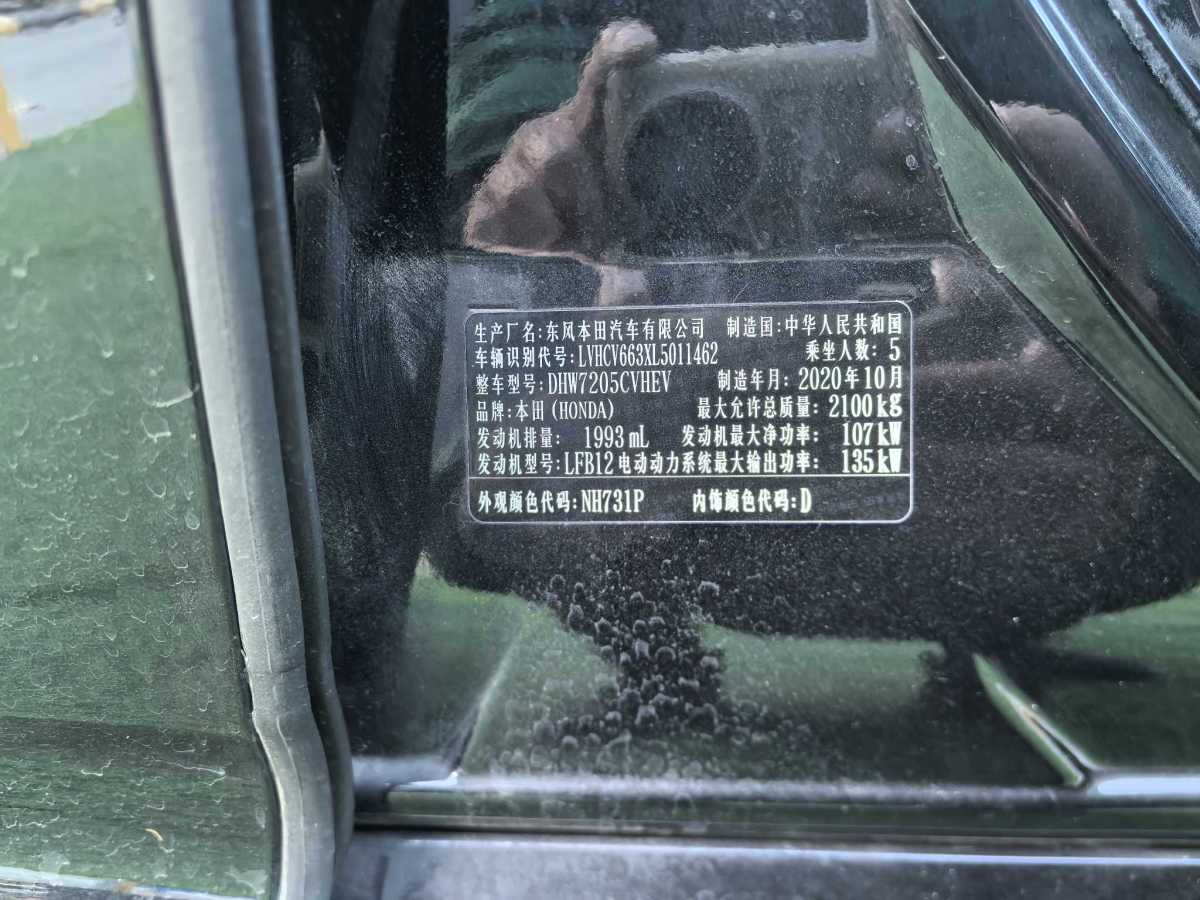 生产厂名:东风本田汽车有限公司 制造国:中华人民共和国
车辆识别代号:LVHCV663XL5011462 乘坐人数: 5
整车型号:DHW7205CVHEV 制造年月: 2020年10月
品牌:本田(HONDA) 最大允许总质量: 2100kg
发动机排量: 1993mL 发动机最大净功率: 107kW
发动机型号:LFB12 电动动力系统最大输出功率: 135kW
外观颜色代码:NH731P 内饰颜色代码:D